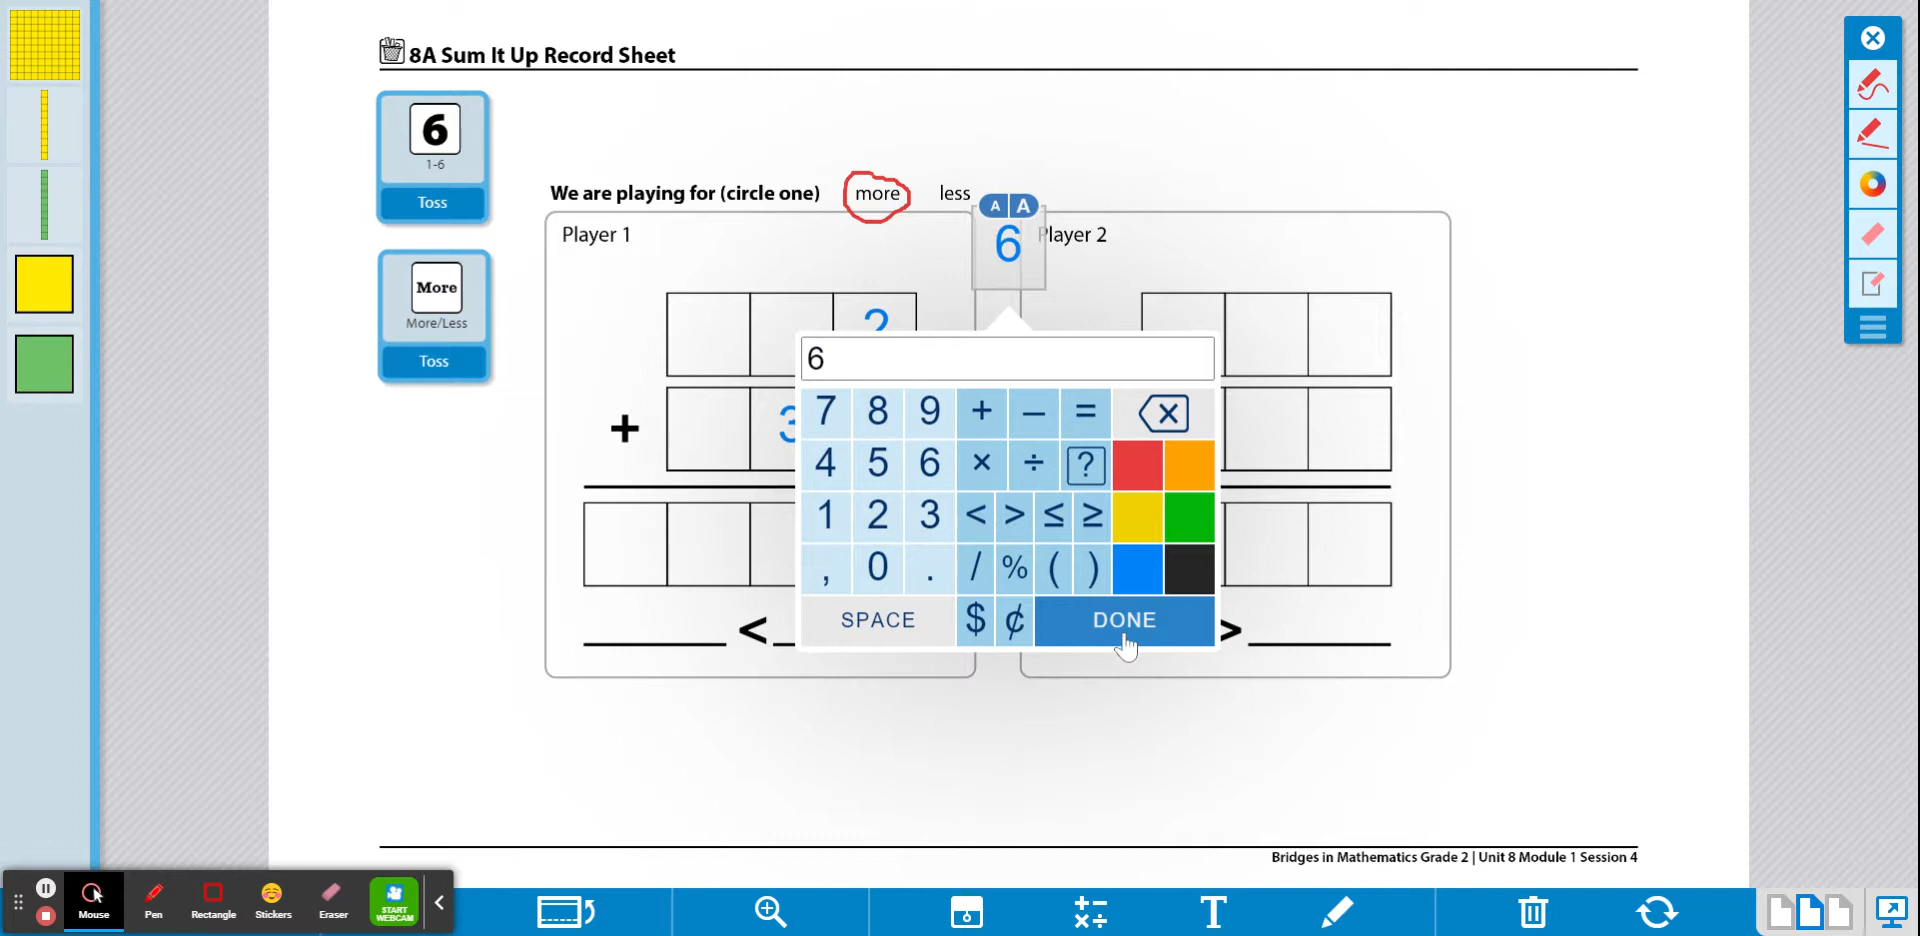 8A Sum It Up Record Sheet
6
1-6
Toss
We are playing for (circle one) more less
A A
6
Player 1
Player 2
More
More/Less
Toss
2
+ 3
6
7 8 9 + – =
4 5 6 × ÷ ?
1 2 3 < > ≤ ≥
, 0 . / % ( )
SPACE $ ¢ DONE
< >
Bridges in Mathematics Grade 2 | Unit 8 Module 1 Session 4
Mouse Pen Rectangle Stickers Eraser START WEBCAM
T